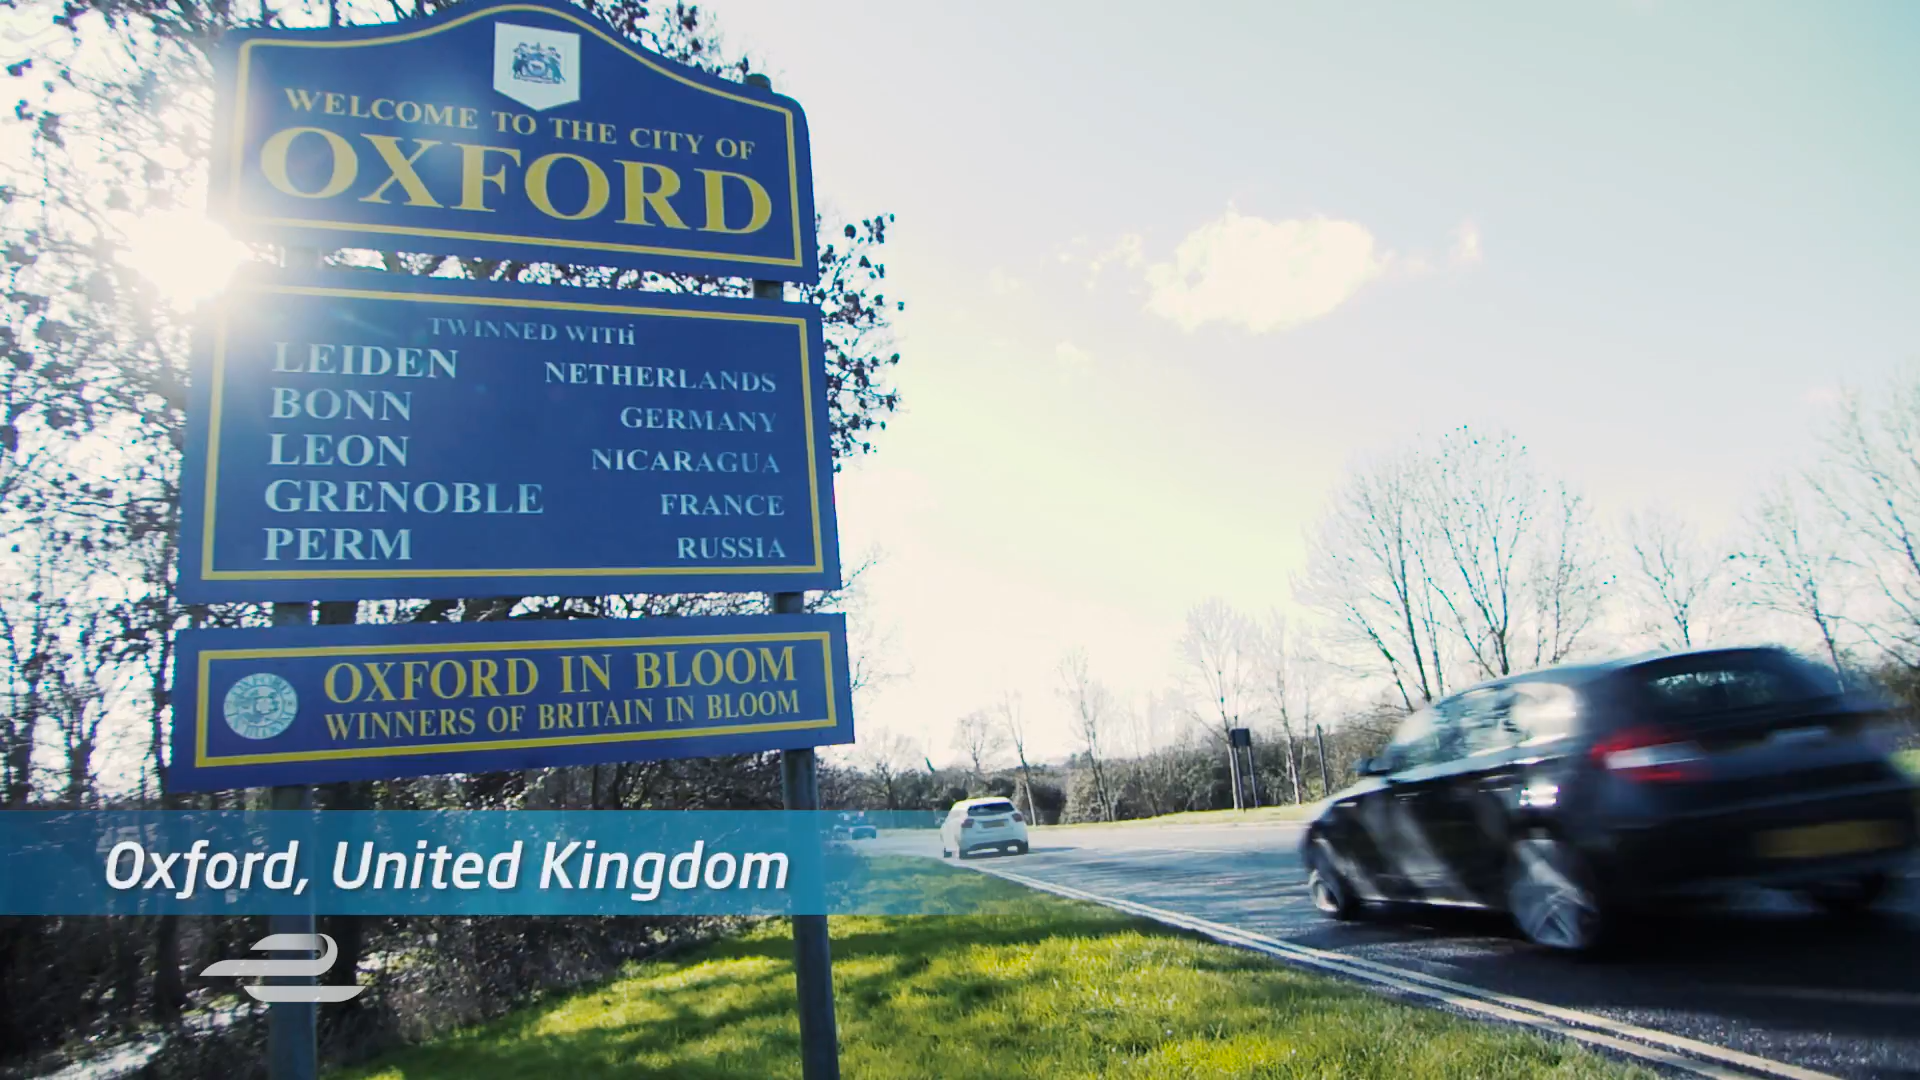 WELCOME TO THE CITY OF
OXFORD
TWINNED WITH
LEIDEN NETHERLANDS
BONN GERMANY
LEON NICARAGUA
GRENOBLE FRANCE
PERM RUSSIA
OXFORD IN BLOOM
WINNERS OF BRITAIN IN BLOOM
Oxford, United Kingdom